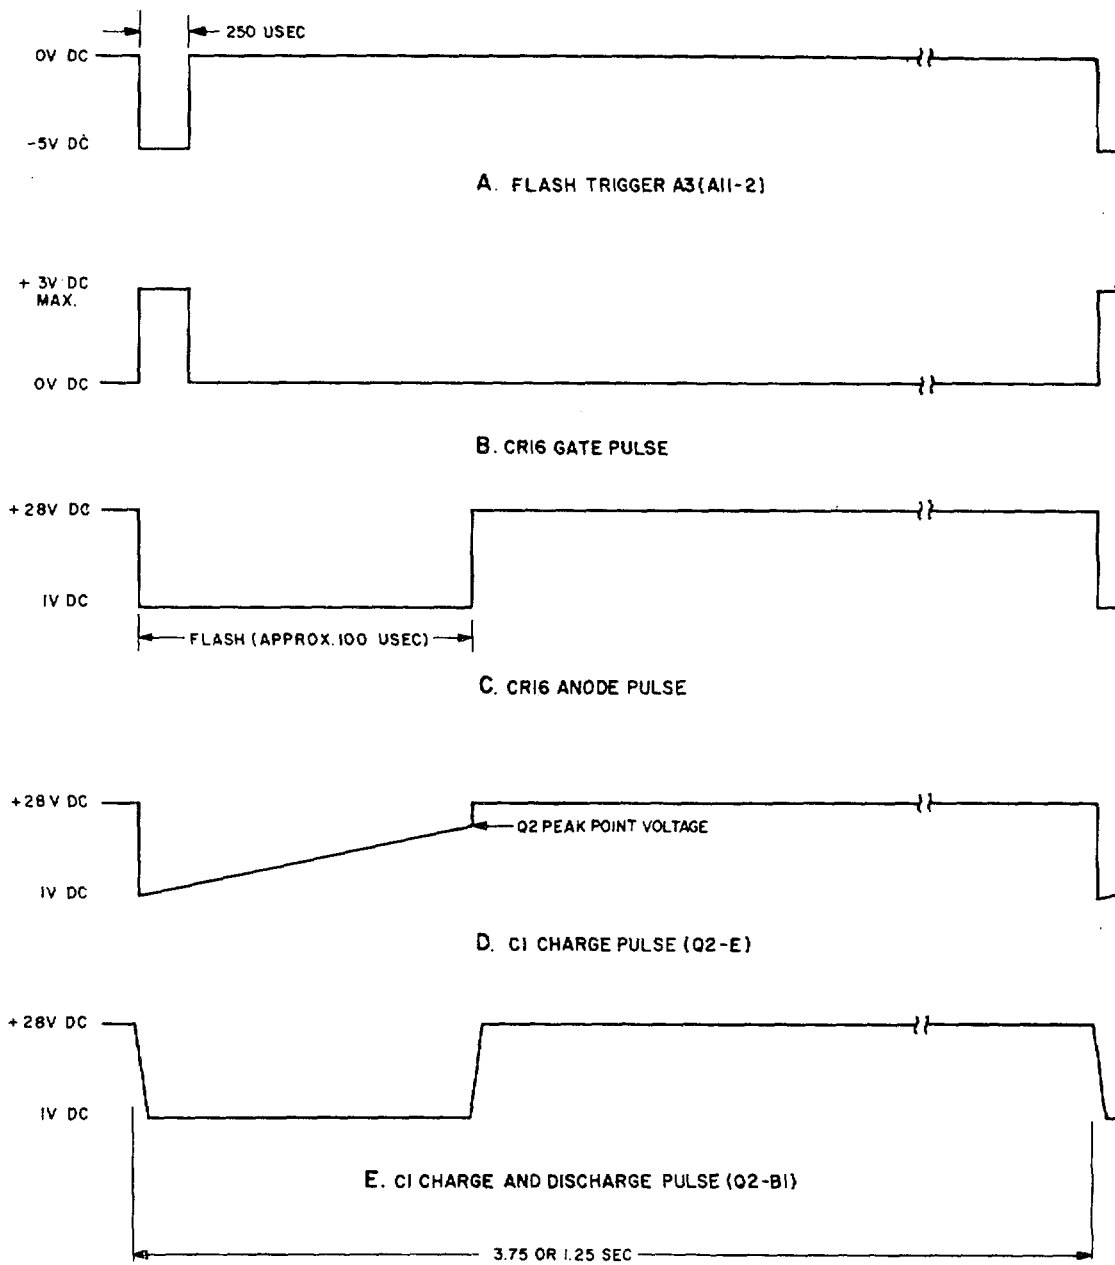 250 USEC
0V DC
-5V DC
A. FLASH TRIGGER A3(A11-2)
+ 3V DC
MAX.
0V DC
B. CR16 GATE PULSE
+28V DC
1V DC
FLASH (APPROX.100 USEC)
C. CR16 ANODE PULSE
+28V DC
Q2 PEAK POINT VOLTAGE
1V DC
D. C1 CHARGE PULSE (Q2-E)
+28V DC
1V DC
E. C1 CHARGE AND DISCHARGE PULSE (Q2-B1)
3.75 OR 1.25 SEC